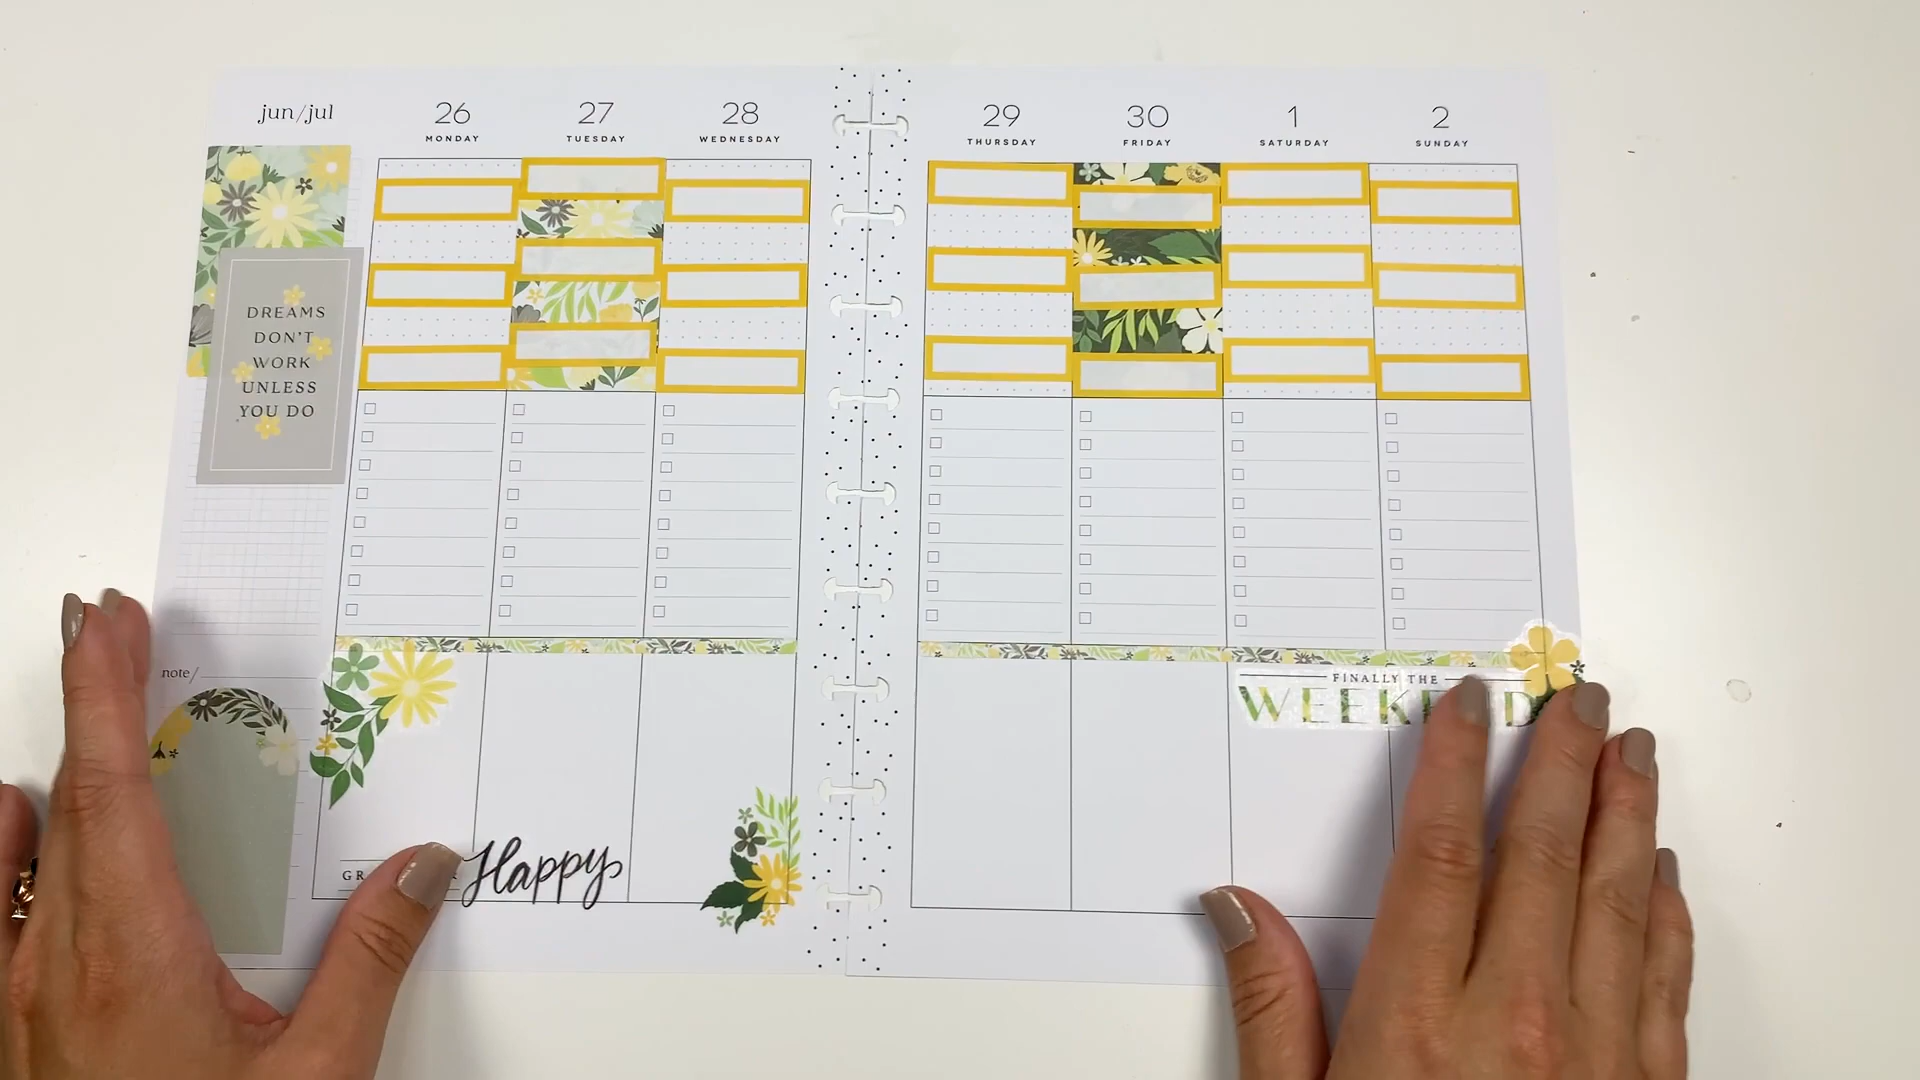 jun/jul
26 27 28 29 30 1 2
MONDAY TUESDAY WEDNESDAY THURSDAY FRIDAY SATURDAY SUNDAY
DREAMS
DON'T
WORK
UNLESS
YOU DO
note/
FINALLY THE
Happy